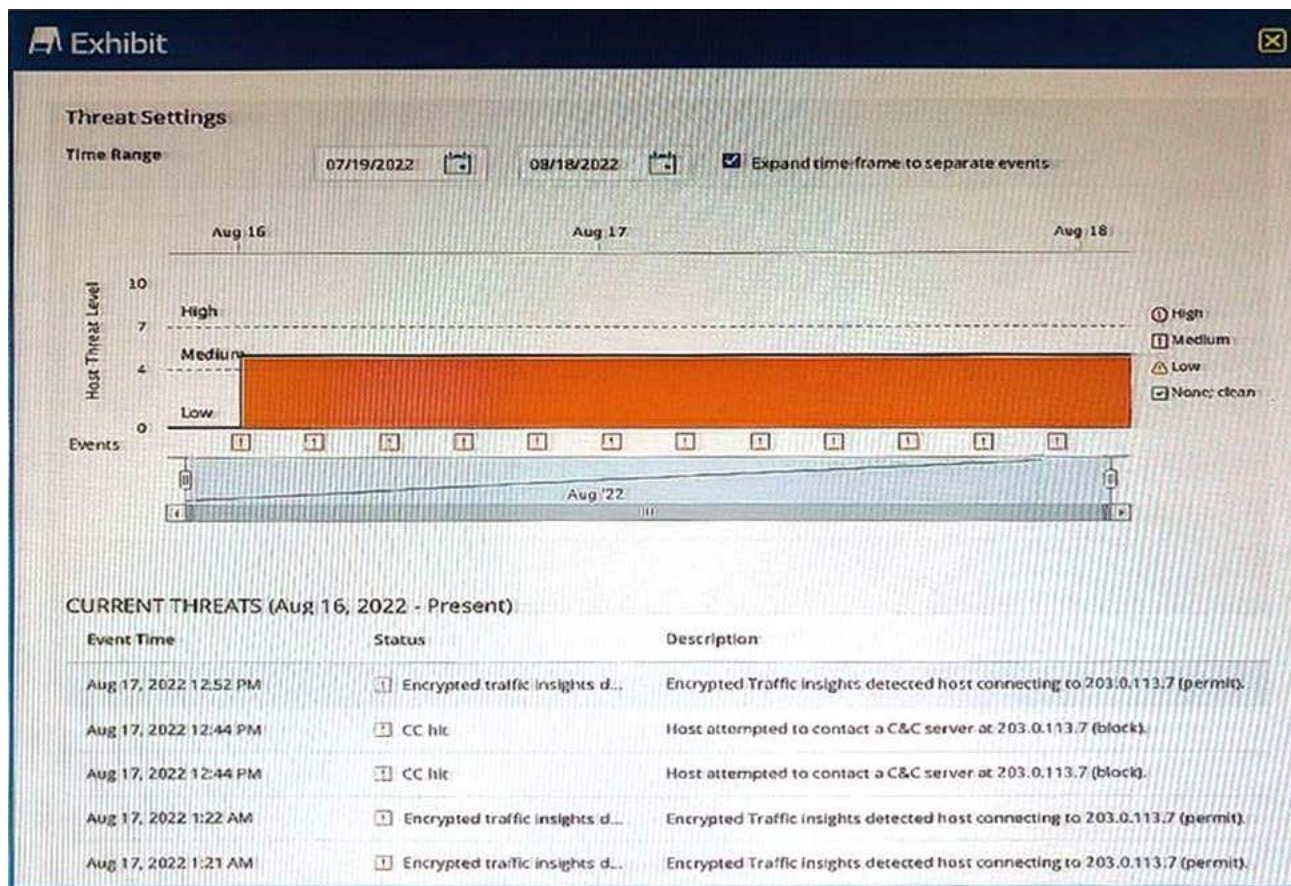 Exhibit
Threat Settings
Time Range 07/19/2022 08/18/2022 Expand time-frame to separate events
Aug 16 Aug 17 Aug 18
Host Threat Level
10
High
7
Medium
4
Low
0
High
Medium
Low
None; clean
Events
Aug '22
CURRENT THREATS (Aug 16, 2022 - Present)
Event Time Status Description
Aug 17, 2022 12:52 PM Encrypted traffic insights d... Encrypted Traffic insights detected host connecting to 203.0.113.7 (permit).
Aug 17, 2022 12:44 PM CC hit Host attempted to contact a C&C server at 203.0.113.7 (block).
Aug 17, 2022 12:44 PM CC hit Host attempted to contact a C&C server at 203.0.113.7 (block).
Aug 17, 2022 1:22 AM Encrypted traffic insights d... Encrypted Traffic insights detected host connecting to 203.0.113.7 (permit).
Aug 17, 2022 1:21 AM Encrypted traffic insights d... Encrypted Traffic insights detected host connecting to 203.0.113.7 (permit).